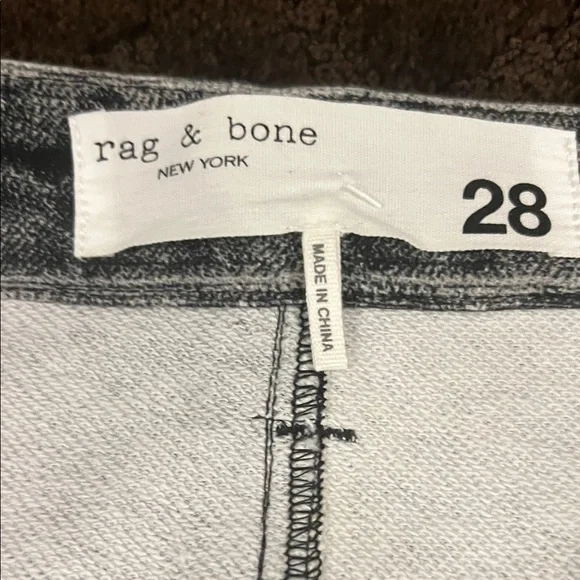 rag & bone
NEW YORK
28
MADE IN CHINA